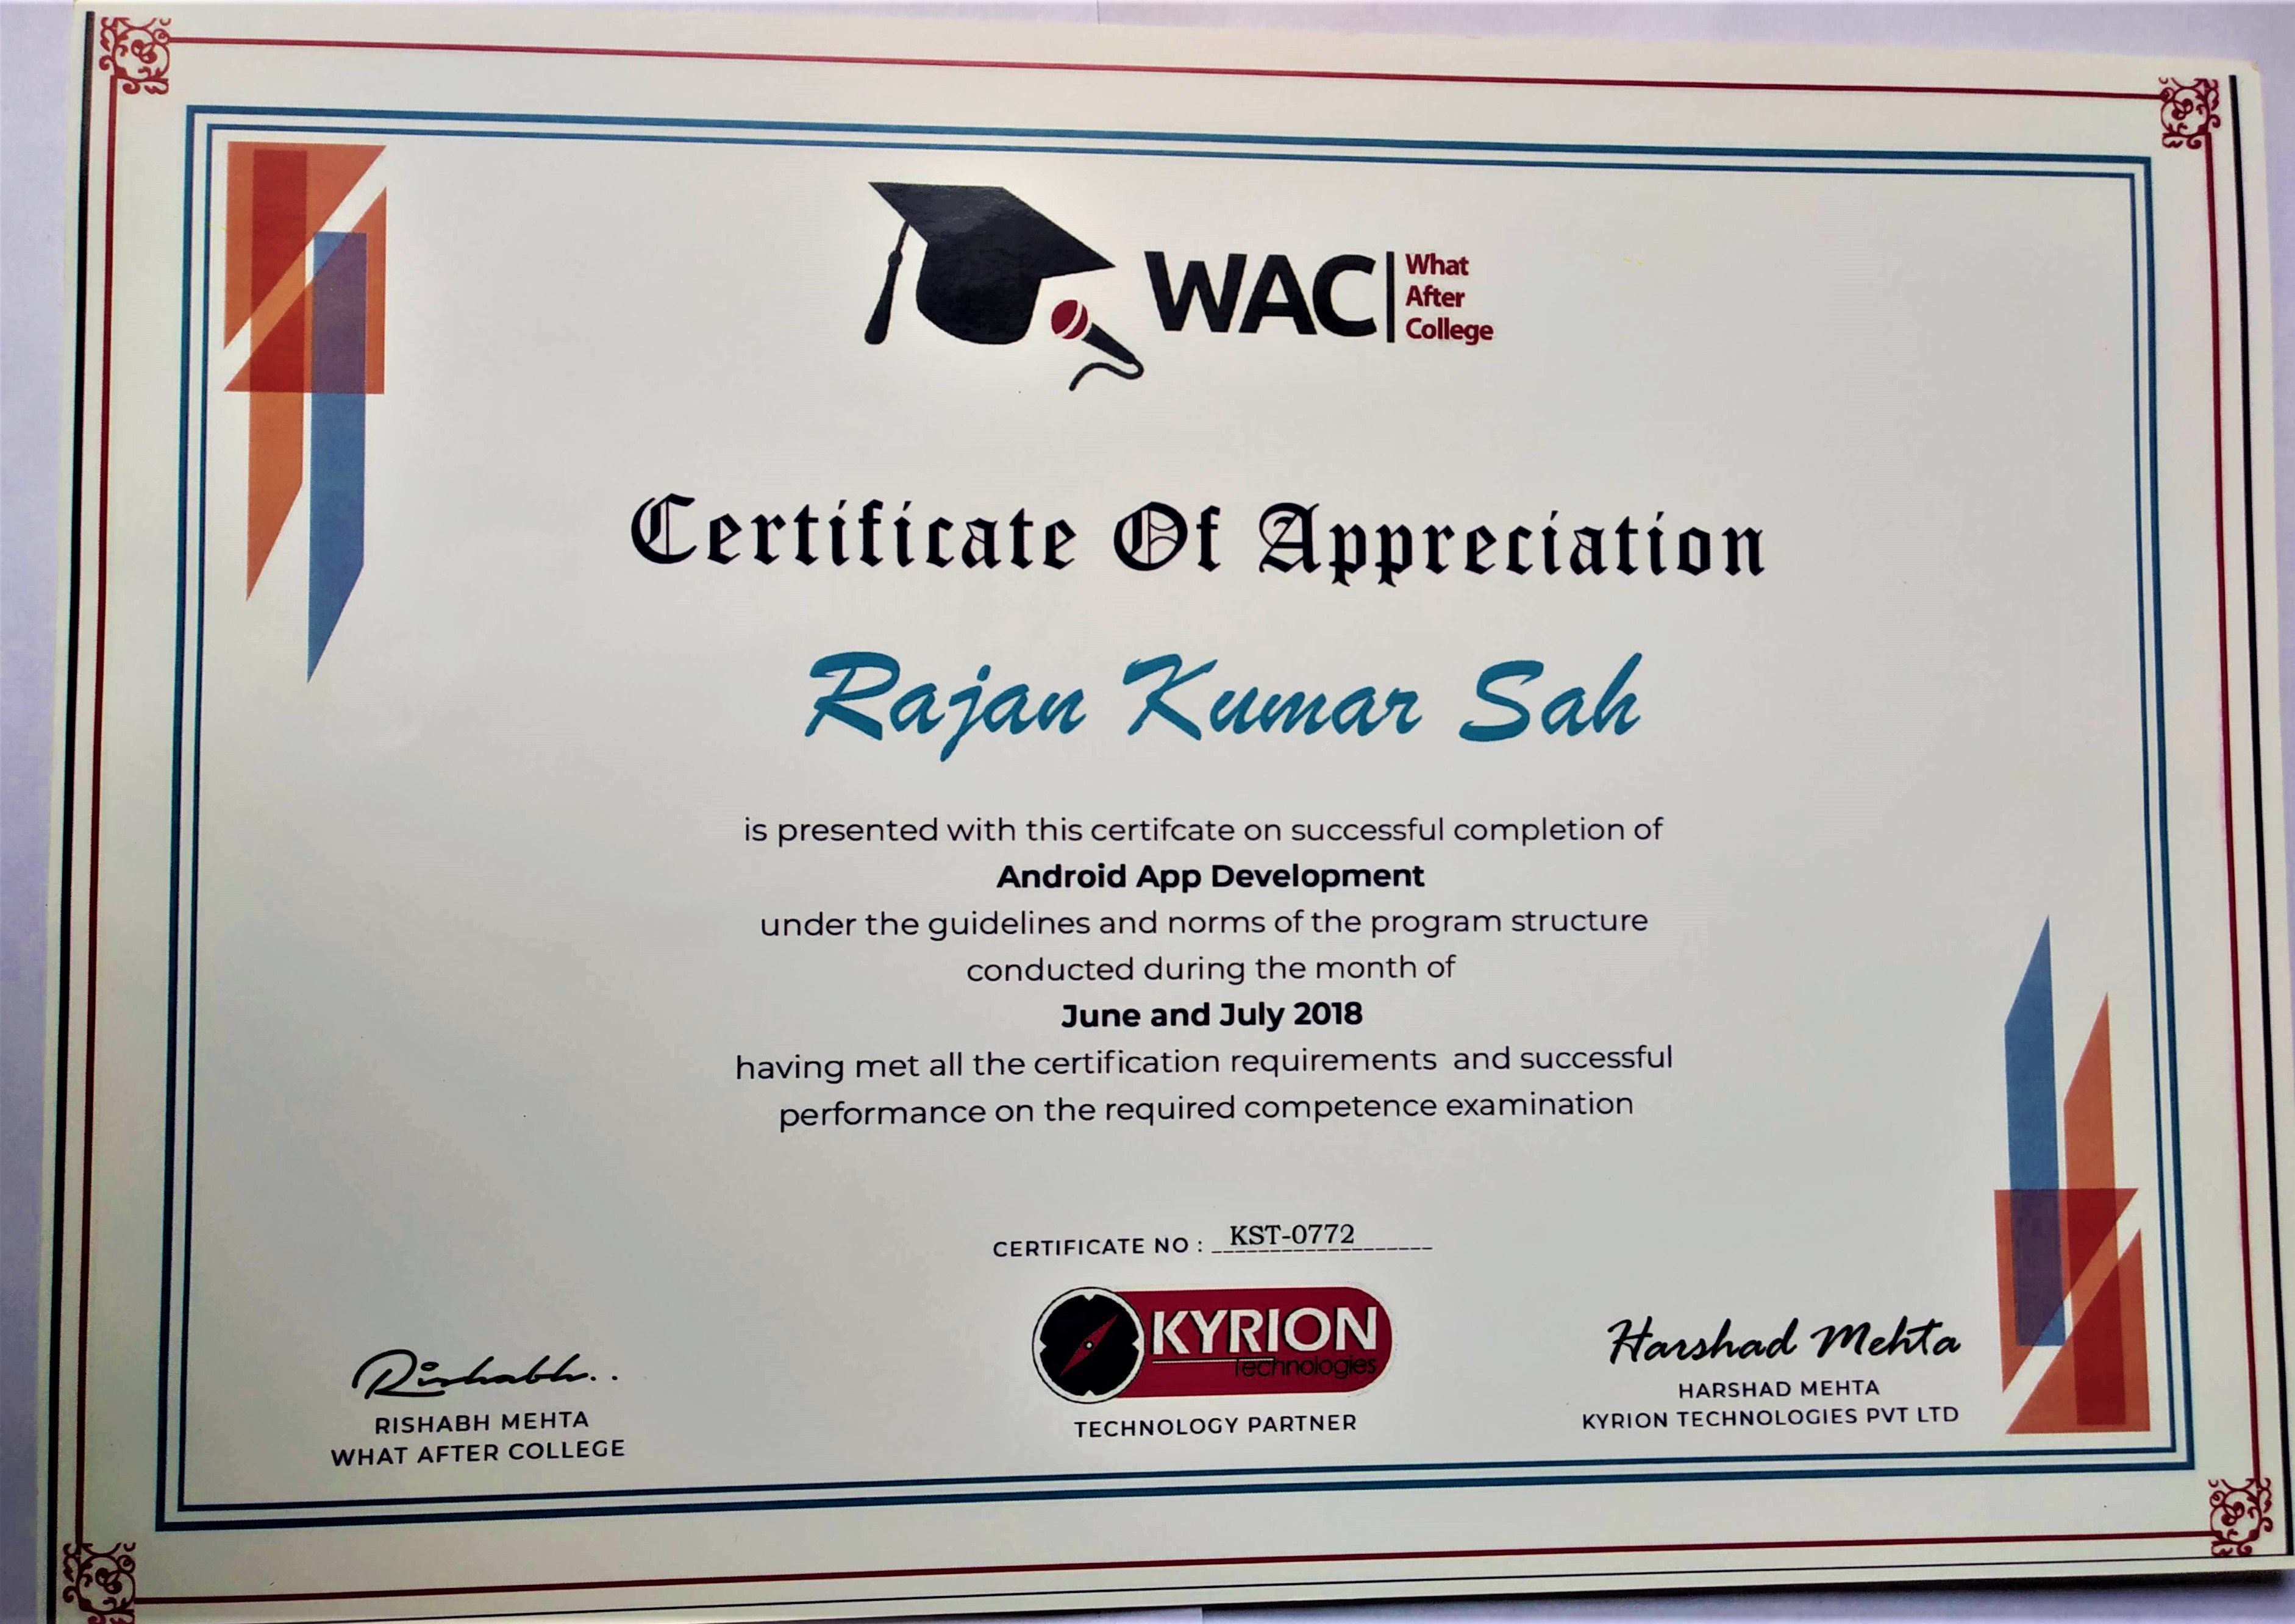 WAC
What
After
College
Certificate Of Appreciation
Rajan Kumar Sah
is presented with this certifcate on successful completion of
Android App Development
under the guidelines and norms of the program structure
conducted during the month of
June and July 2018
having met all the certification requirements and successful
performance on the required competence examination
CERTIFICATE NO : KST-0772
KYRION
Technologies
TECHNOLOGY PARTNER
Rishabh..
RISHABH MEHTA
WHAT AFTER COLLEGE
Harshad Mehta
HARSHAD MEHTA
KYRION TECHNOLOGIES PVT LTD